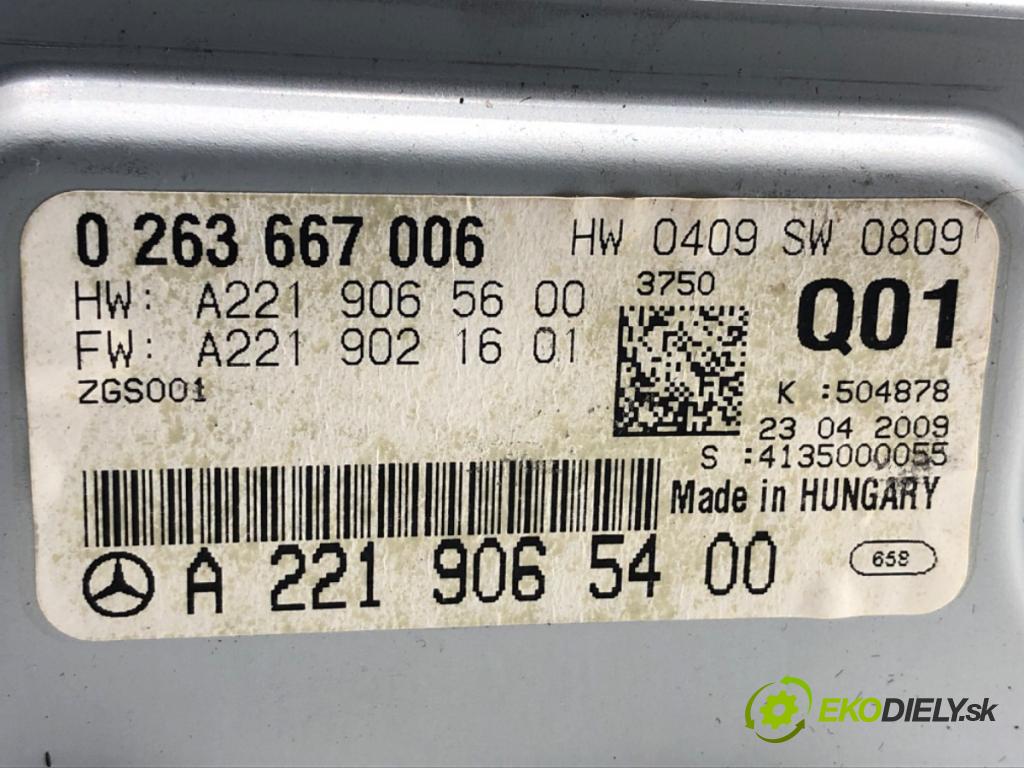 0 263 667 006 HW 0409 SW 0809
HW: A221 906 56 00 3750 Q01
FW: A221 902 16 01
ZGS001 K :504878
23 04 2009
S :4135000055
Made in HUNGARY
A 221 906 54 00 658
EKODIELY.sk